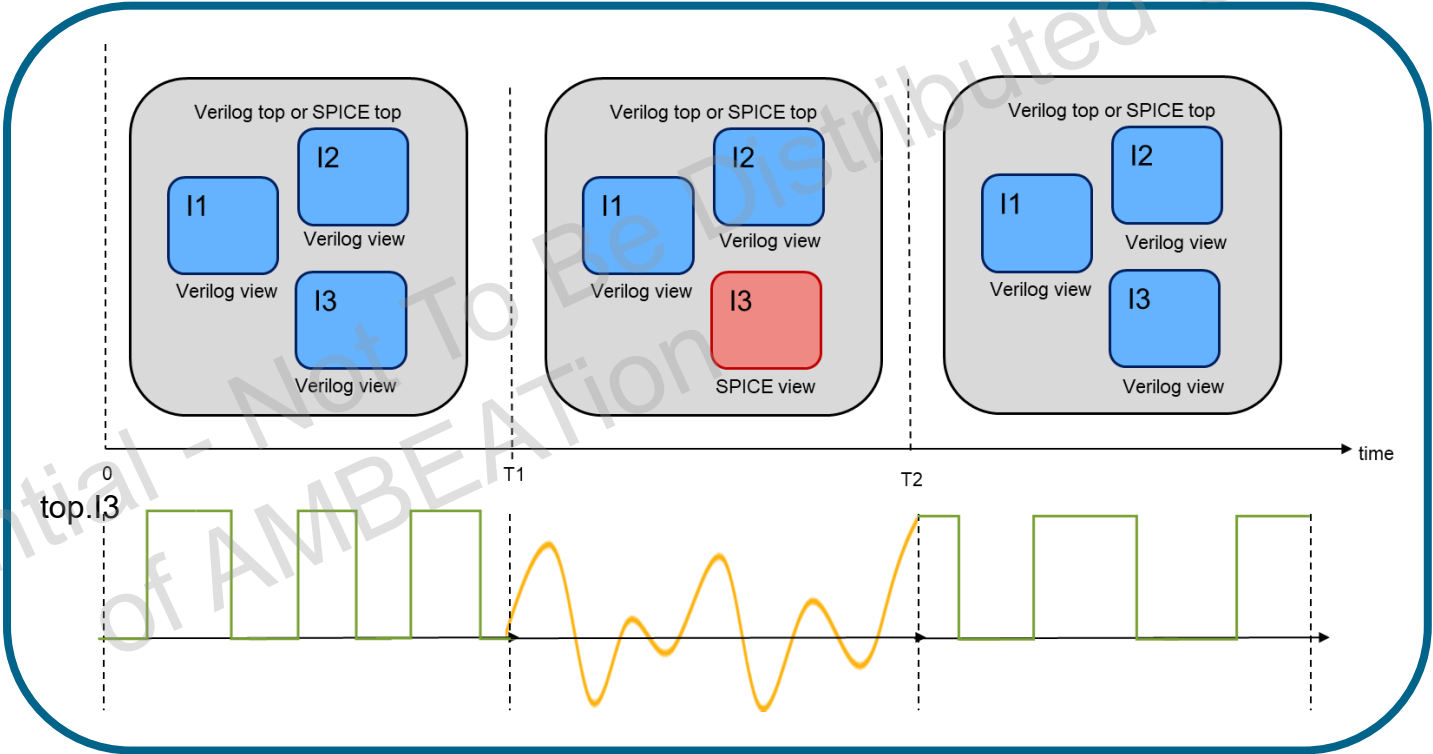 Verilog top or SPICE top
I2
I1
Verilog view
Verilog view
I3
Verilog view
Verilog top or SPICE top
I2
I1
Verilog view
Verilog view
I3
SPICE view
Verilog top or SPICE top
I2
I1
Verilog view
Verilog view
I3
Verilog view
time
0
T1
T2
top.I3
ntial - Not To Be Distributed
of AMBEATion